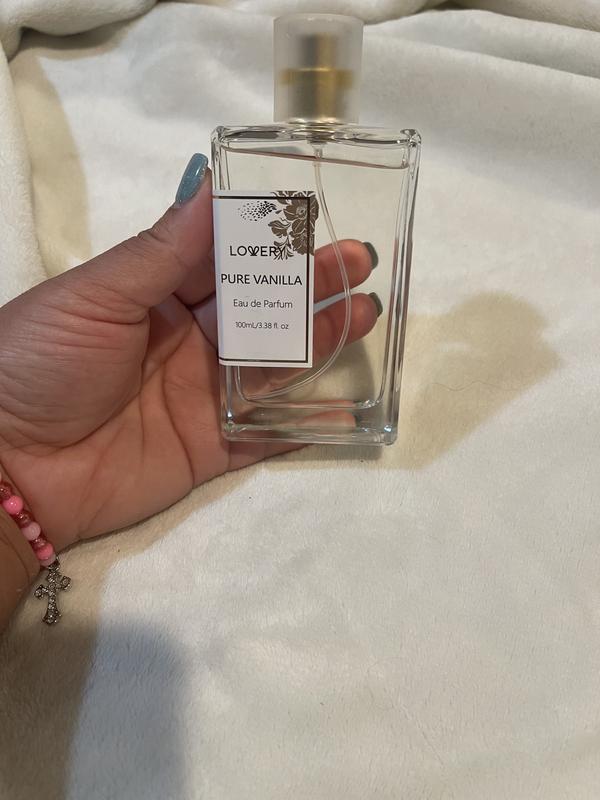 LOVERY
PURE VANILLA
Eau de Parfum
100mL/3.38 fl. oz